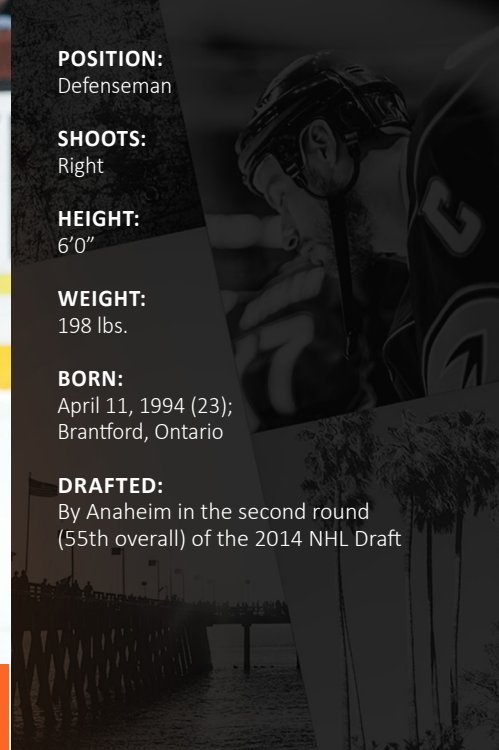 POSITION:
Defenseman
SHOOTS:
Right
HEIGHT:
6’0”
WEIGHT:
198 lbs.
BORN:
April 11, 1994 (23);
Brantford, Ontario
DRAFTED:
By Anaheim in the second round
(55th overall) of the 2014 NHL Draft
C